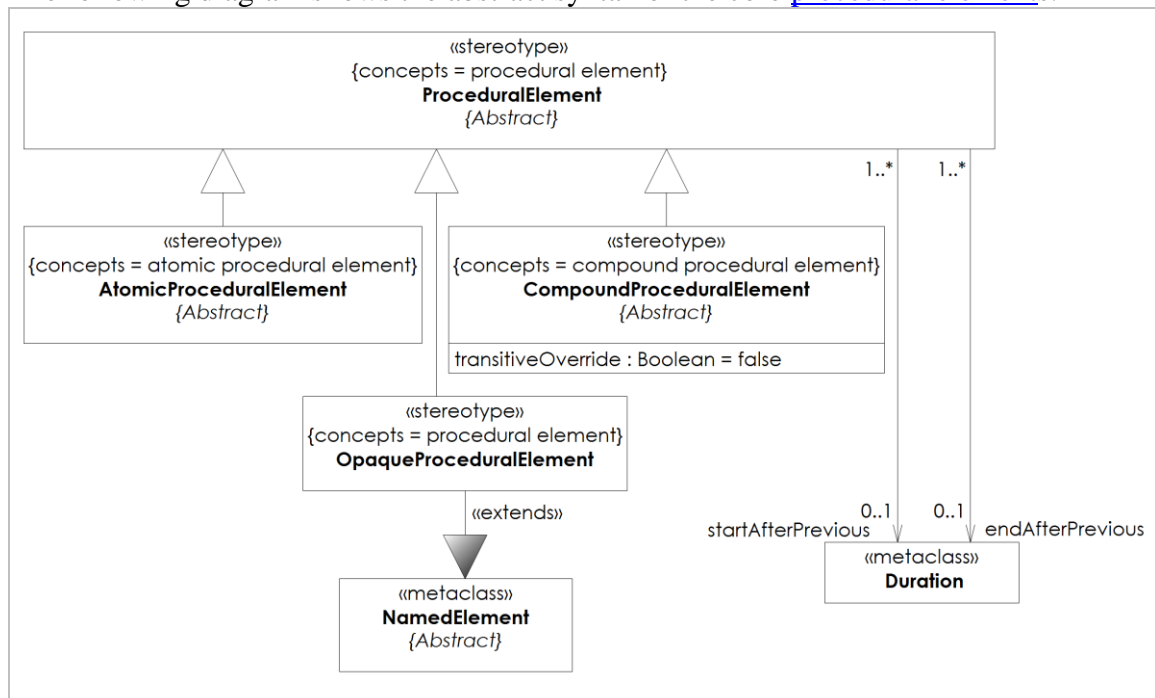 «stereotype»
{concepts = procedural element}
ProceduralElement
{Abstract}
1..*
1..*
«stereotype»
{concepts = atomic procedural element}
AtomicProceduralElement
{Abstract}
«stereotype»
{concepts = compound procedural element}
CompoundProceduralElement
{Abstract}
transitiveOverride : Boolean = false
«stereotype»
{concepts = procedural element}
OpaqueProceduralElement
«extends»
0..1
0..1
startAfterPrevious
endAfterPrevious
«metaclass»
Duration
«metaclass»
NamedElement
{Abstract}